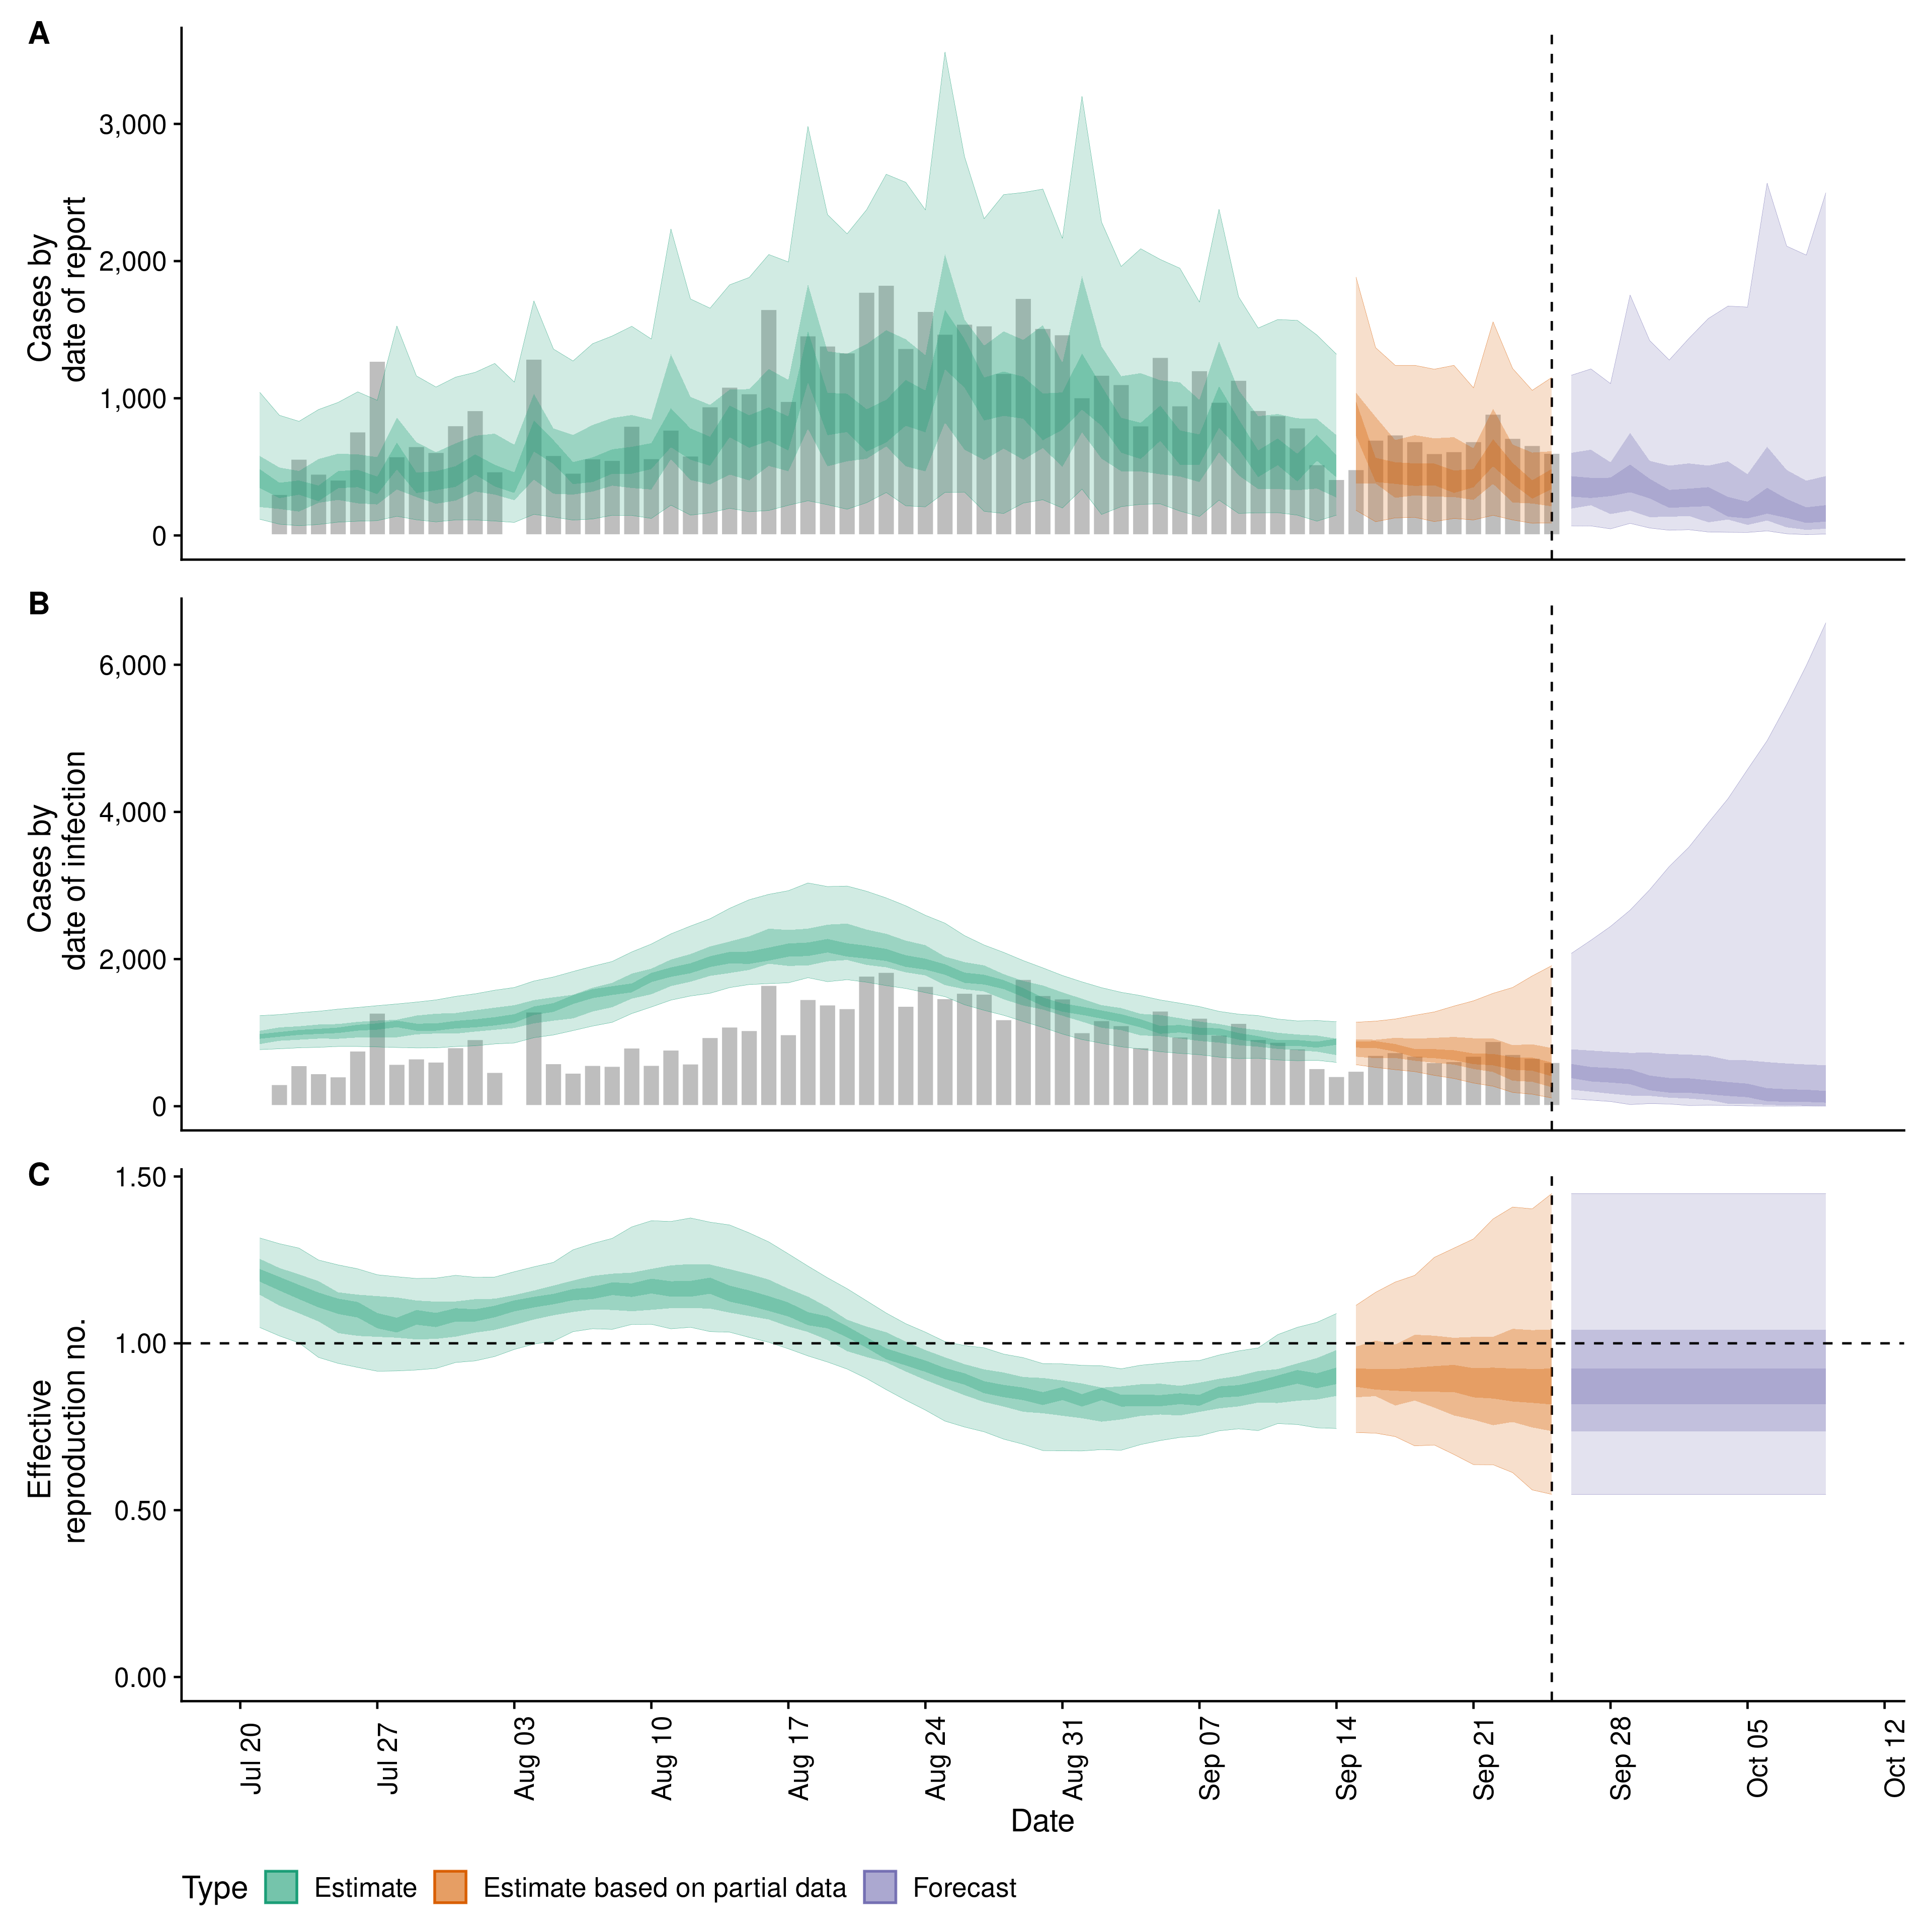 A
Cases by
date of report
3,000
2,000
1,000
0
B
Cases by
date of infection
6,000
4,000
2,000
0
C
Effective
reproduction no.
1.50
1.00
0.50
0.00
Jul 20
Jul 27
Aug 03
Aug 10
Aug 17
Aug 24
Aug 31
Sep 07
Sep 14
Sep 21
Sep 28
Oct 05
Oct 12
Date
Type Estimate Estimate based on partial data Forecast